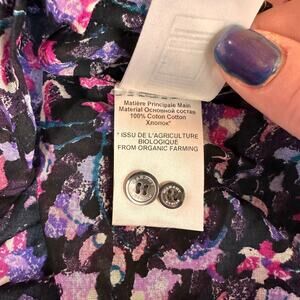 Matière Principale Main
Material Основной состав
100% Coton Cotton
Хлопок*
* ISSU DE L'AGRICULTURE
BIOLOGIQUE
FROM ORGANIC FARMING